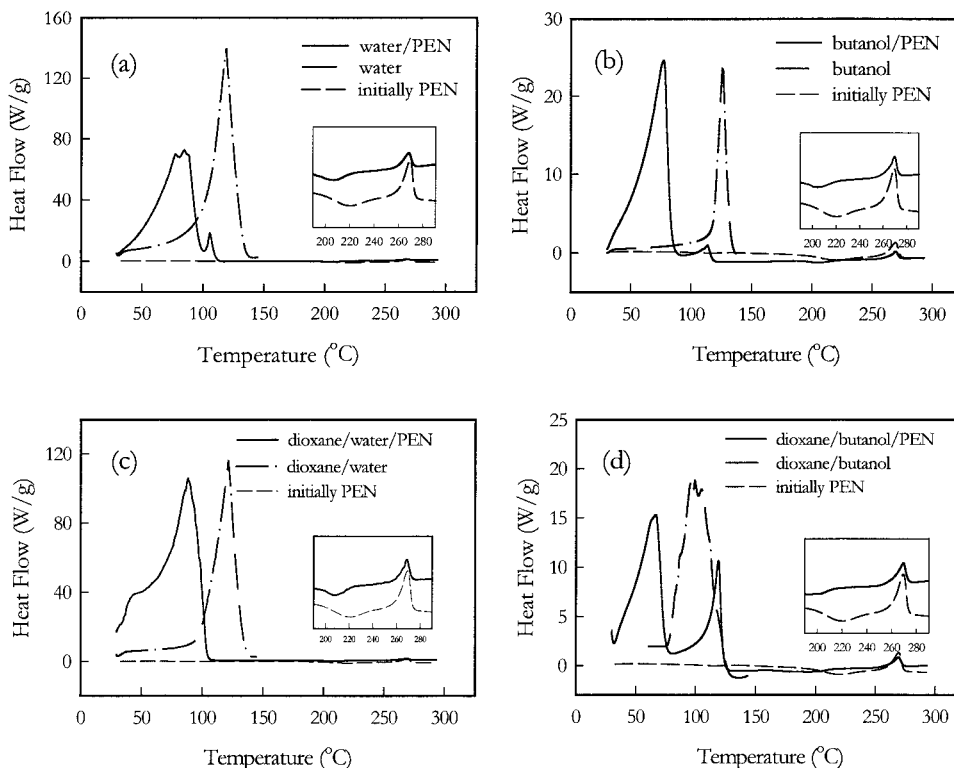 (a)
water/PEN
water
initially PEN
Heat Flow (W/g)
160
120
80
40
0
200 220 240 260 280
0 50 100 150 200 250 300
Temperature (°C)
(b)
butanol/PEN
butanol
initially PEN
Heat Flow (W/g)
30
20
10
0
200 220 240 260 280
0 50 100 150 200 250 300
Temperature (°C)
(c)
dioxane/water/PEN
dioxane/water
initially PEN
Heat Flow (W/g)
120
80
40
0
200 220 240 260 280
0 50 100 150 200 250 300
Temperature (°C)
(d)
dioxane/butanol/PEN
dioxane/butanol
initially PEN
Heat Flow (W/g)
25
20
15
10
5
0
200 220 240 260 280
0 50 100 150 200 250 300
Temperature (°C)